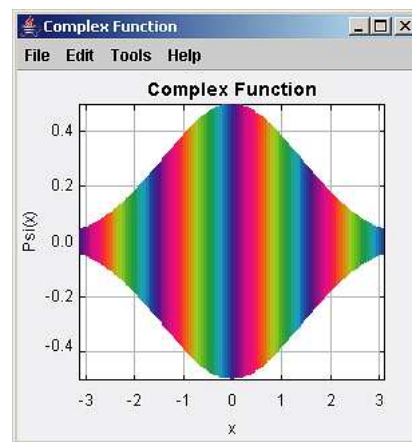 Complex Function
File Edit Tools Help
Complex Function
Psi(x)
0.4
0.2
0.0
-0.2
-0.4
-3 -2 -1 0 1 2 3
x